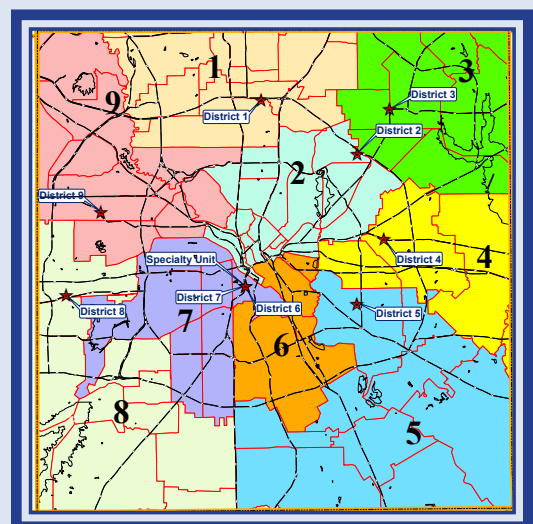 1
3
9
District 3
District 1
District 2
2
District 9
4
District 4
Specialty Unit
District 7
District 6
District 5
District 8
7
6
8
5